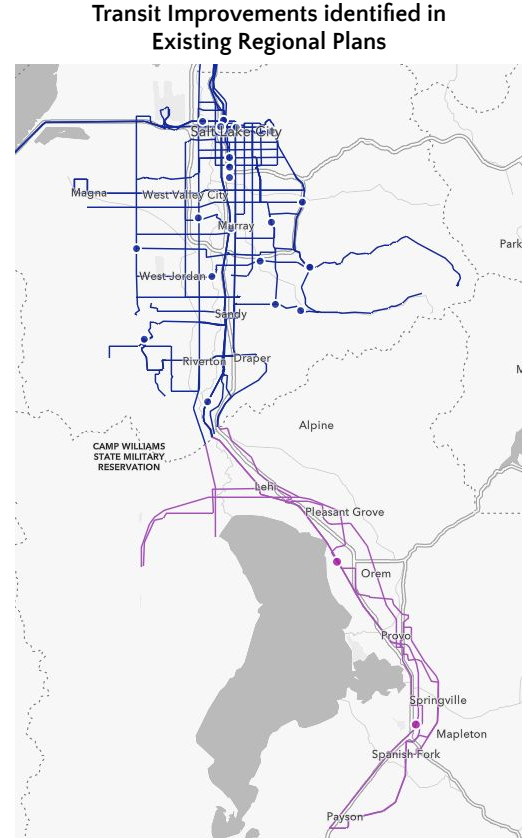 Transit Improvements identified in
Existing Regional Plans
Salt Lake City
Magna
West Valley City
Murray
Park
West Jordan
Sandy
Riverton
Draper
M
Alpine
CAMP WILLIAMS
STATE MILITARY
RESERVATION
Lehi
Pleasant Grove
Orem
Provo
Springville
Mapleton
Spanish Fork
Payson